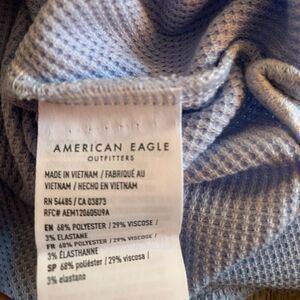 AMERICAN EAGLE
OUTFITTERS
MADE IN VIETNAM / FABRIQUÉ AU
VIETNAM / HECHO EN VIETNAM
RN 54485 / CA 03873
RFC# AEM120605U9A
EN 68% POLYESTER / 29% VISCOSE /
3% ELASTANE
FR 68% POLYESTER / 29% VISCOSE /
3% ÉLASTHANNE
SP 68% poliéster / 29% viscosa /
3% elastano